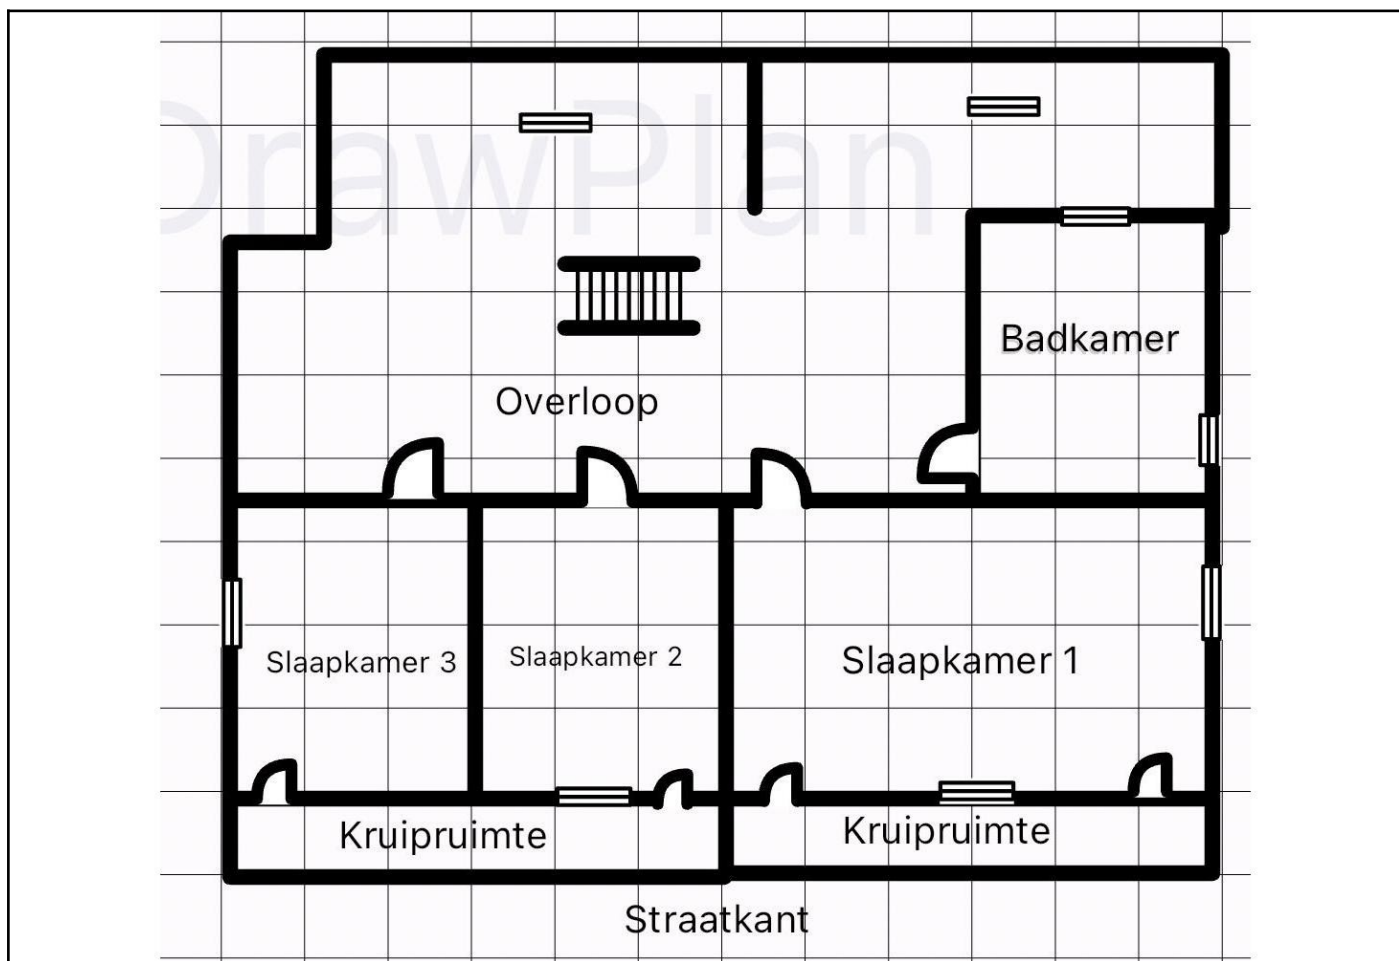 DrawPlan
Badkamer
Overloop
Slaapkamer 3
Slaapkamer 2
Slaapkamer 1
Kruipruimte
Kruipruimte
Straatkant